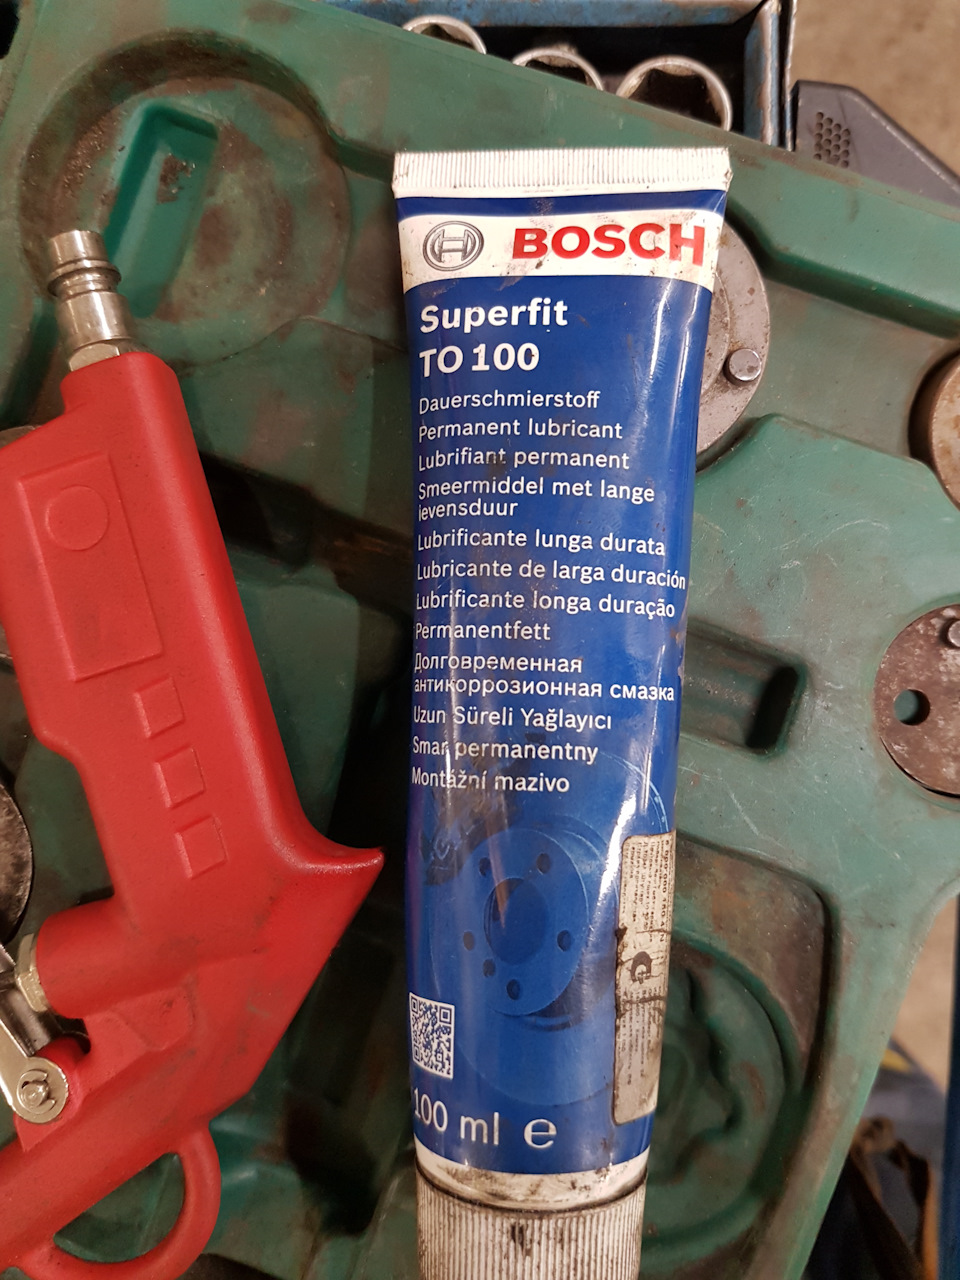 BOSCH
Superfit
TO 100
Dauerschmierstoff
Permanent lubricant
Lubrifiant permanent
Smeermiddel met lange
levensduur
Lubrificante lunga durata
Lubricante de larga duración
Lubrificante longa duração
Permanentfett
Долговременная
антикоррозионная смазка
Uzun Süreli Yağlayıcı
Smar permanentny
Montážní mazivo
100 ml e